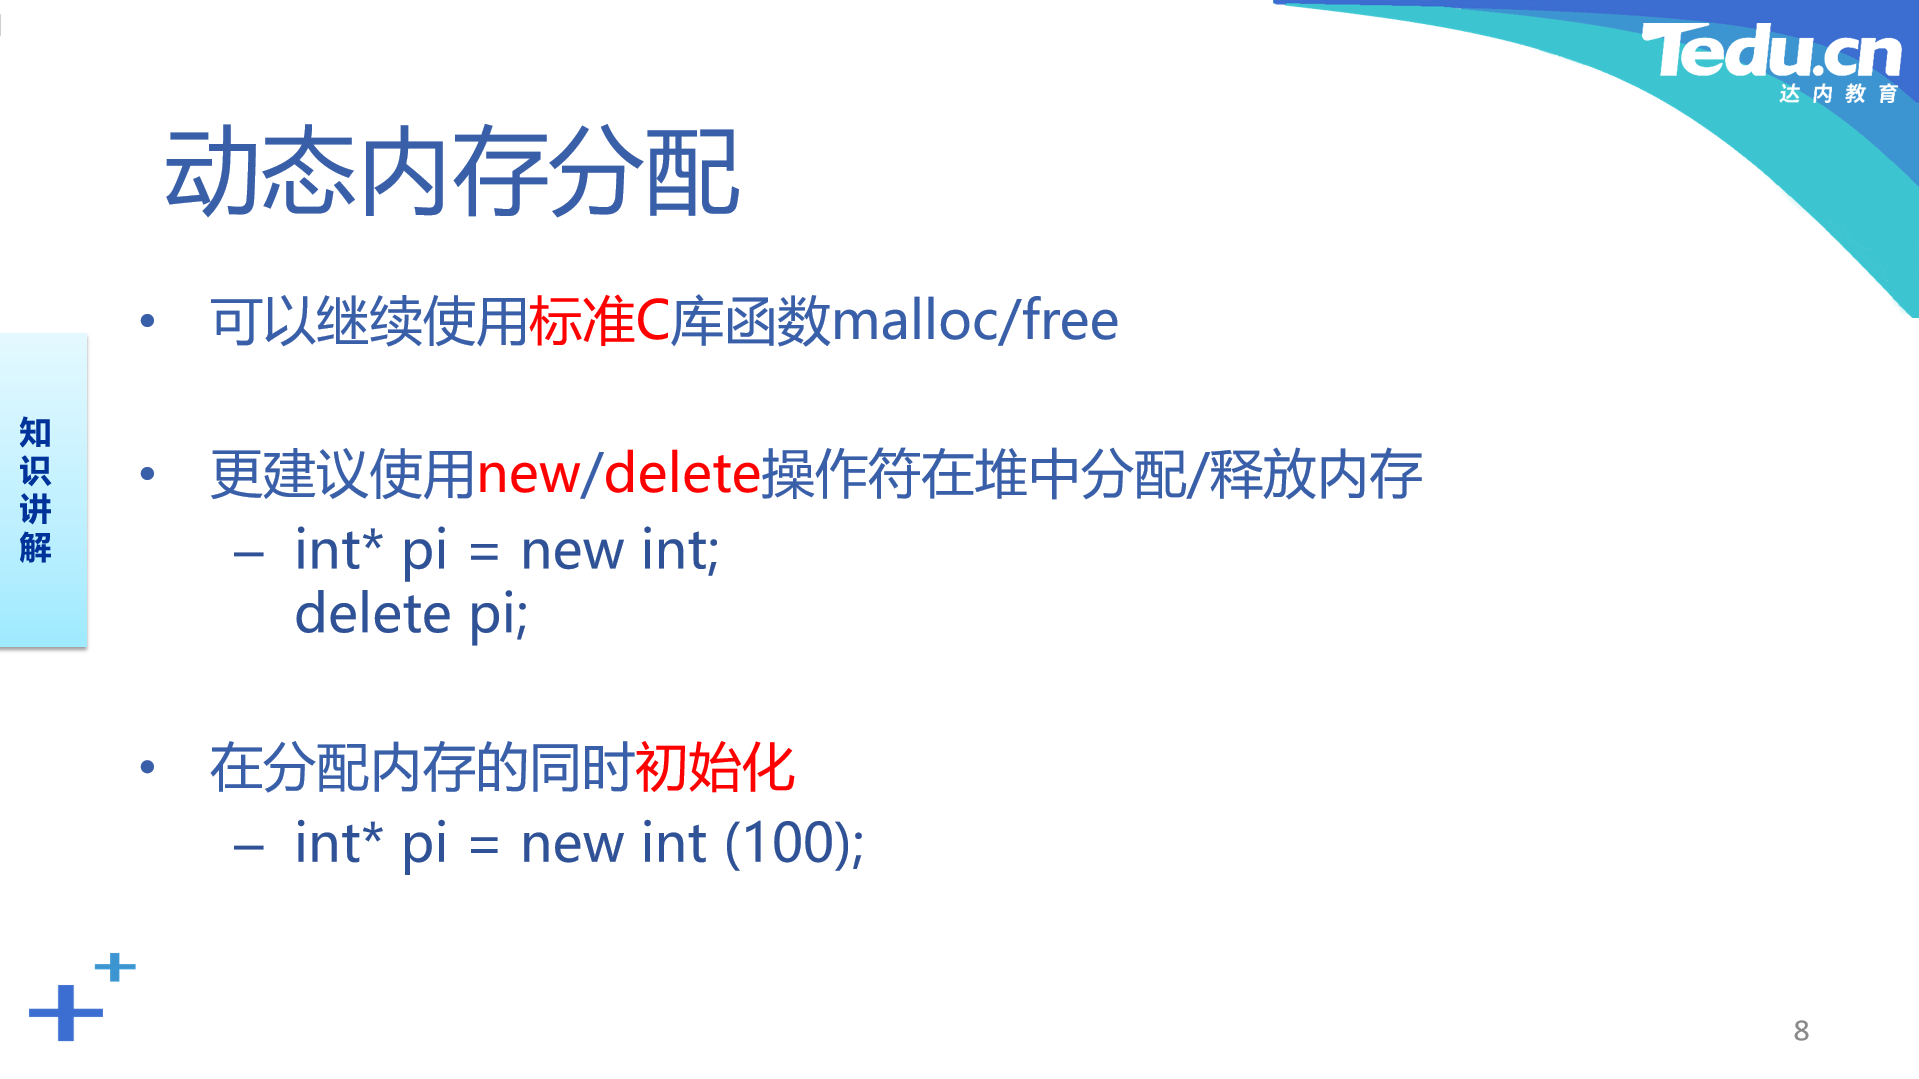 Tedu.cn
达内教育
动态内存分配
• 可以继续使用标准C库函数malloc/free
• 更建议使用new/delete操作符在堆中分配/释放内存
– int* pi = new int;
delete pi;
• 在分配内存的同时初始化
– int* pi = new int (100);
知
识
讲
解
8